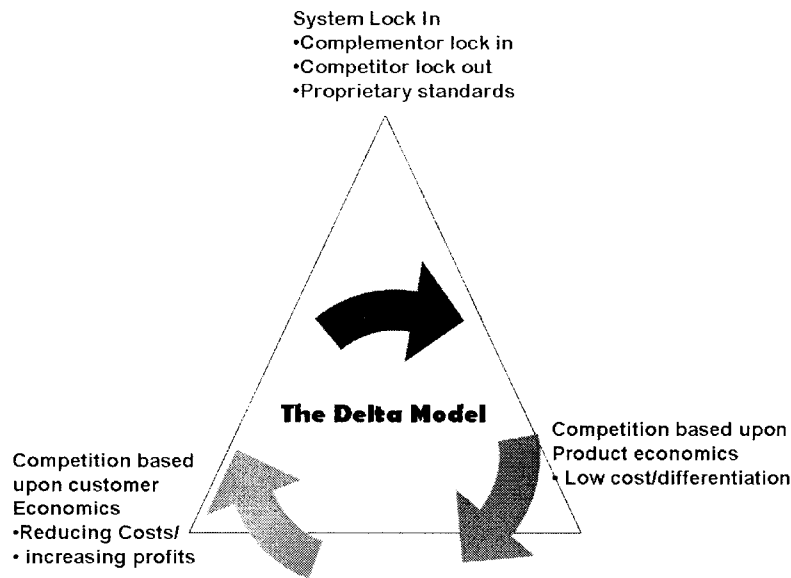 System Lock In
•Complementor lock in
•Competitor lock out
•Proprietary standards
The Delta Model
Competition based upon
Product economics
• Low cost/differentiation
Competition based
upon customer
Economics
•Reducing Costs/
• increasing profits